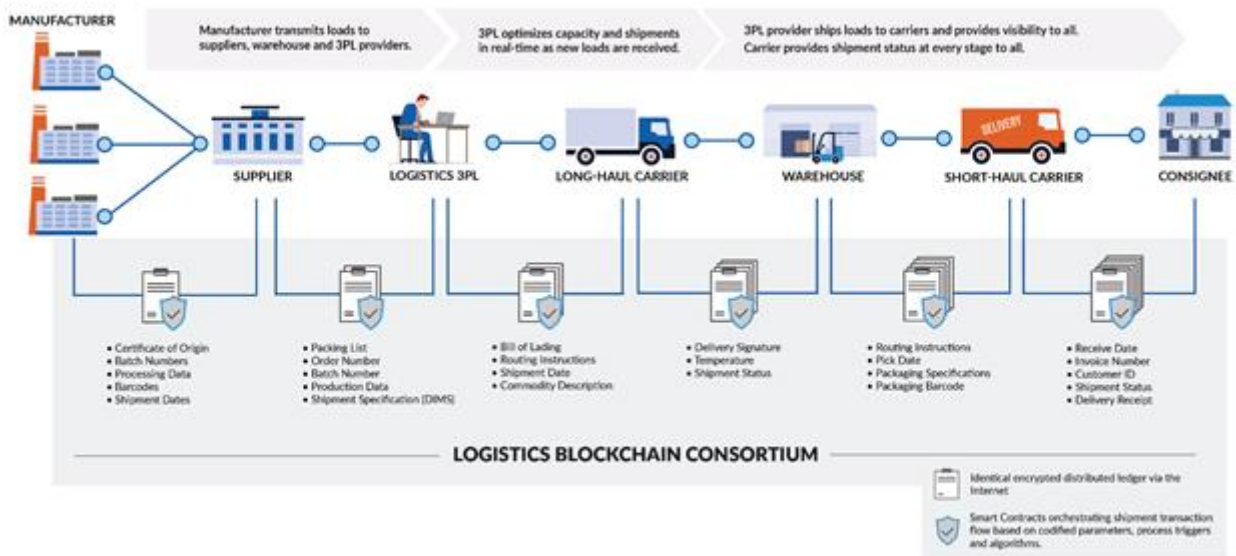 MANUFACTURER
Manufacturer transmits loads to
suppliers, warehouse and 3PL providers.
3PL optimizes capacity and shipments
in real-time as new loads are received.
3PL provider ships loads to carriers and provides visibility to all.
Carrier provides shipment status at every stage to all.
DELIVERY
SUPPLIER
LOGISTICS 3PL
LONG-HAUL CARRIER
WAREHOUSE
SHORT-HAUL CARRIER
CONSIGNEE
• Certificate of Origin
• Batch Numbers
• Processing Data
• Barcodes
• Shipment Dates
• Packing List
• Order Number
• Batch Number
• Production Data
• Shipment Specification (DIMS)
• Bill of Lading
• Routing Instructions
• Shipment Date
• Commodity Description
• Delivery Signature
• Temperature
• Shipment Status
• Routing Instructions
• Pick Date
• Packaging Specifications
• Packaging Barcode
• Receive Date
• Invoice Number
• Customer ID
• Shipment Status
• Delivery Receipt
LOGISTICS BLOCKCHAIN CONSORTIUM
Identical encrypted distributed ledger via the
Internet
Smart Contracts orchestrating shipment transaction
flow based on codified parameters, process triggers
and algorithms.